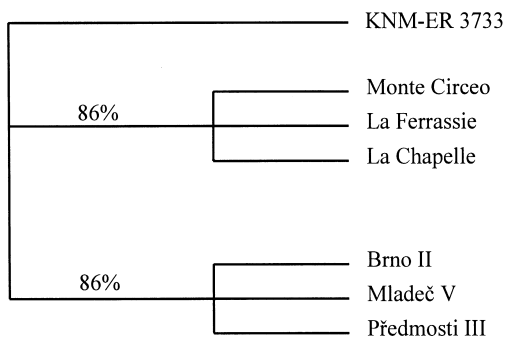 KNM-ER 3733
Monte Circeo
86%
La Ferrassie
La Chapelle
Brno II
86%
Mladeč V
Předmosti III